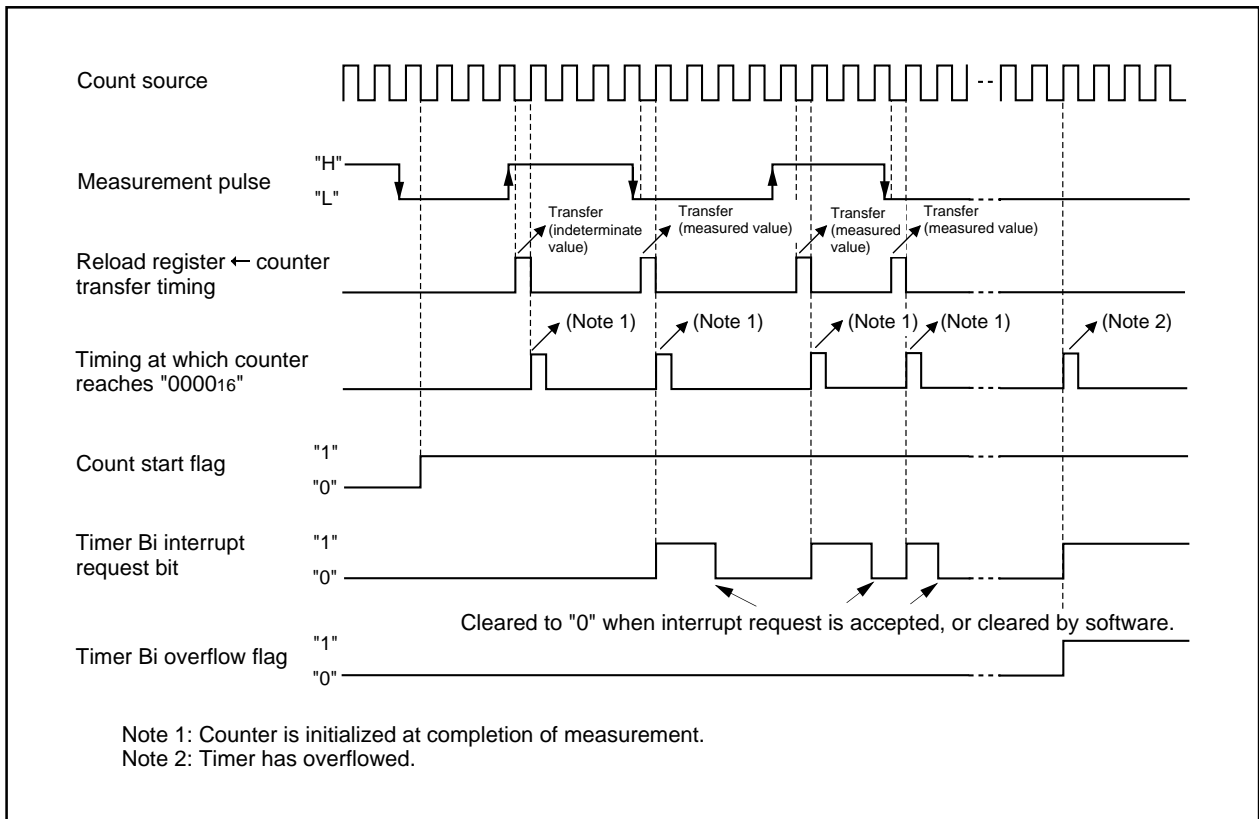 Count source
Measurement pulse
"H"
"L"
Transfer
(indeterminate
value)
Transfer
(measured value)
Transfer
(measured
value)
Transfer
(measured value)
Reload register ← counter
transfer timing
(Note 1)
(Note 1)
(Note 1)
(Note 1)
(Note 2)
Timing at which counter
reaches "000016"
Count start flag
"1"
"0"
Timer Bi interrupt
request bit
"1"
"0"
Cleared to "0" when interrupt request is accepted, or cleared by software.
Timer Bi overflow flag
"1"
"0"
Note 1: Counter is initialized at completion of measurement.
Note 2: Timer has overflowed.